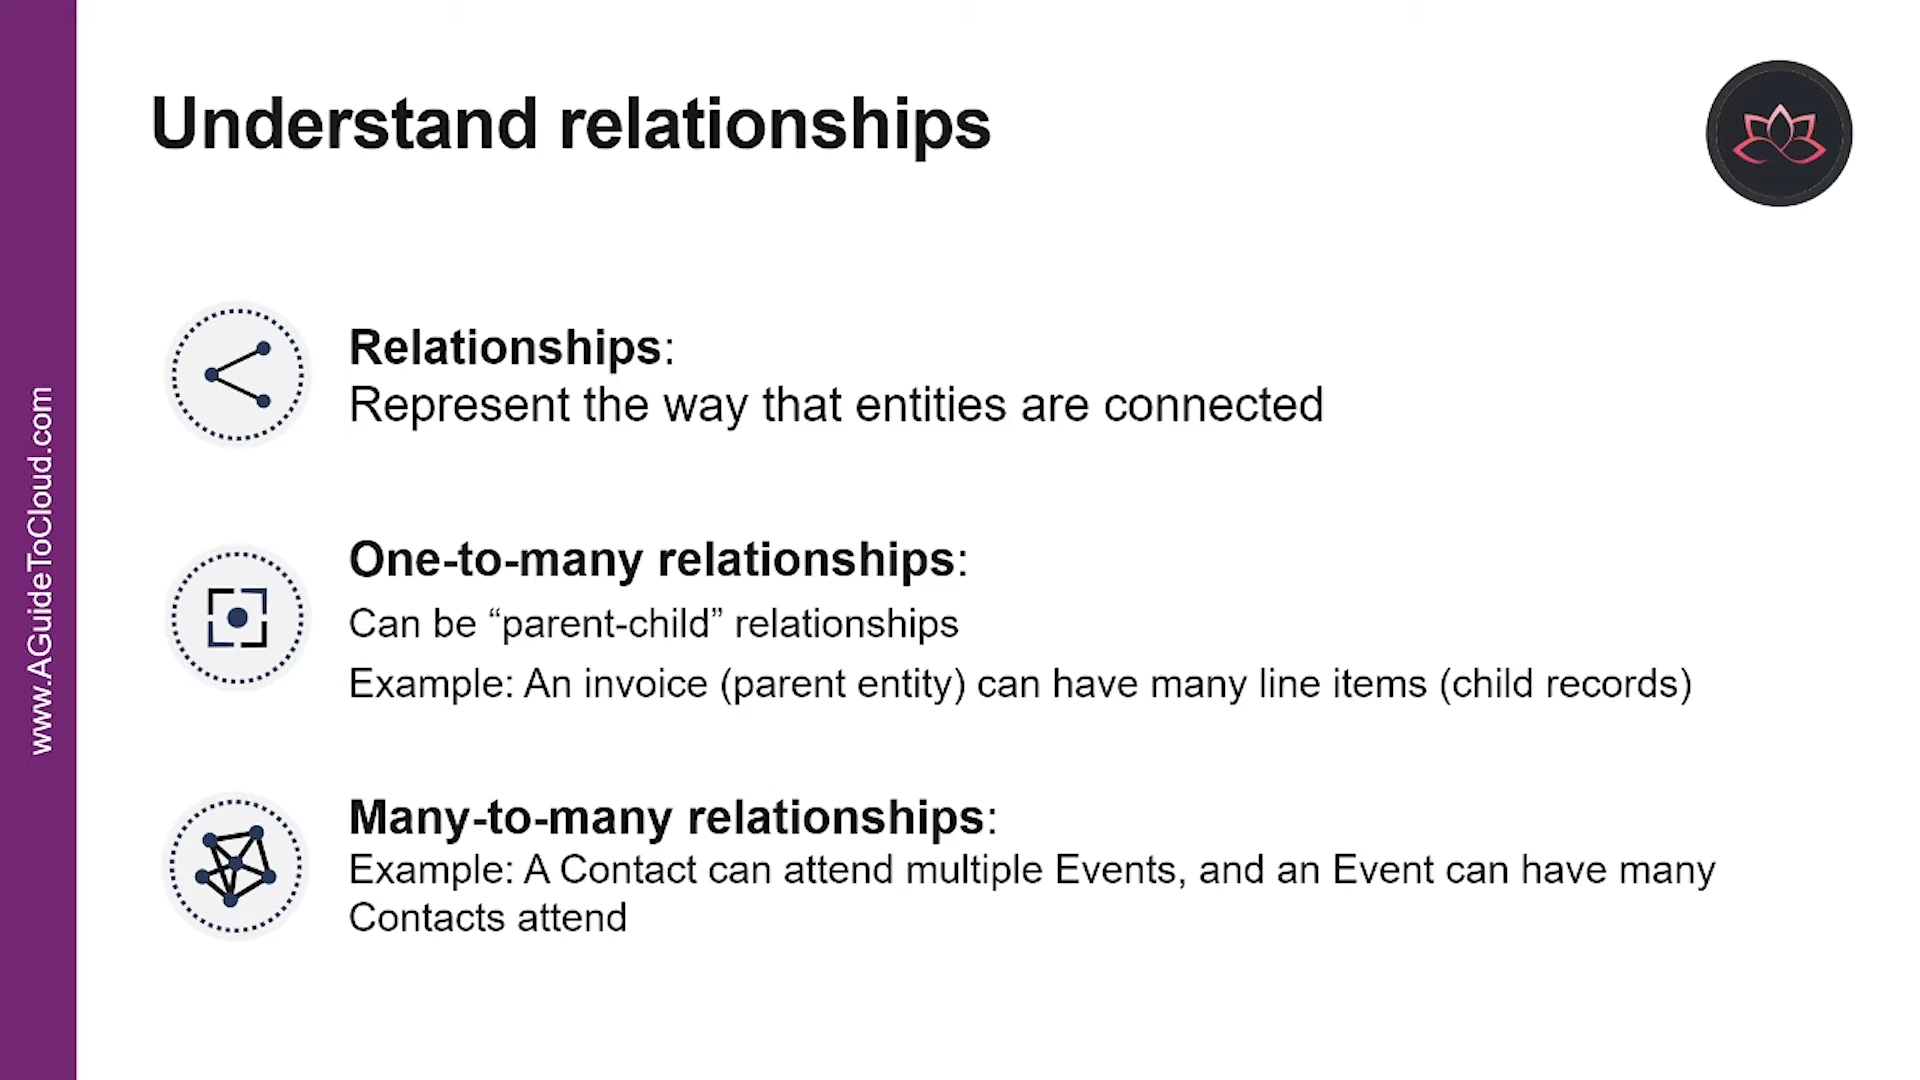 Understand relationships
Relationships:
Represent the way that entities are connected
One-to-many relationships:
Can be “parent-child” relationships
Example: An invoice (parent entity) can have many line items (child records)
Many-to-many relationships:
Example: A Contact can attend multiple Events, and an Event can have many
Contacts attend
www.AGuideToCloud.com